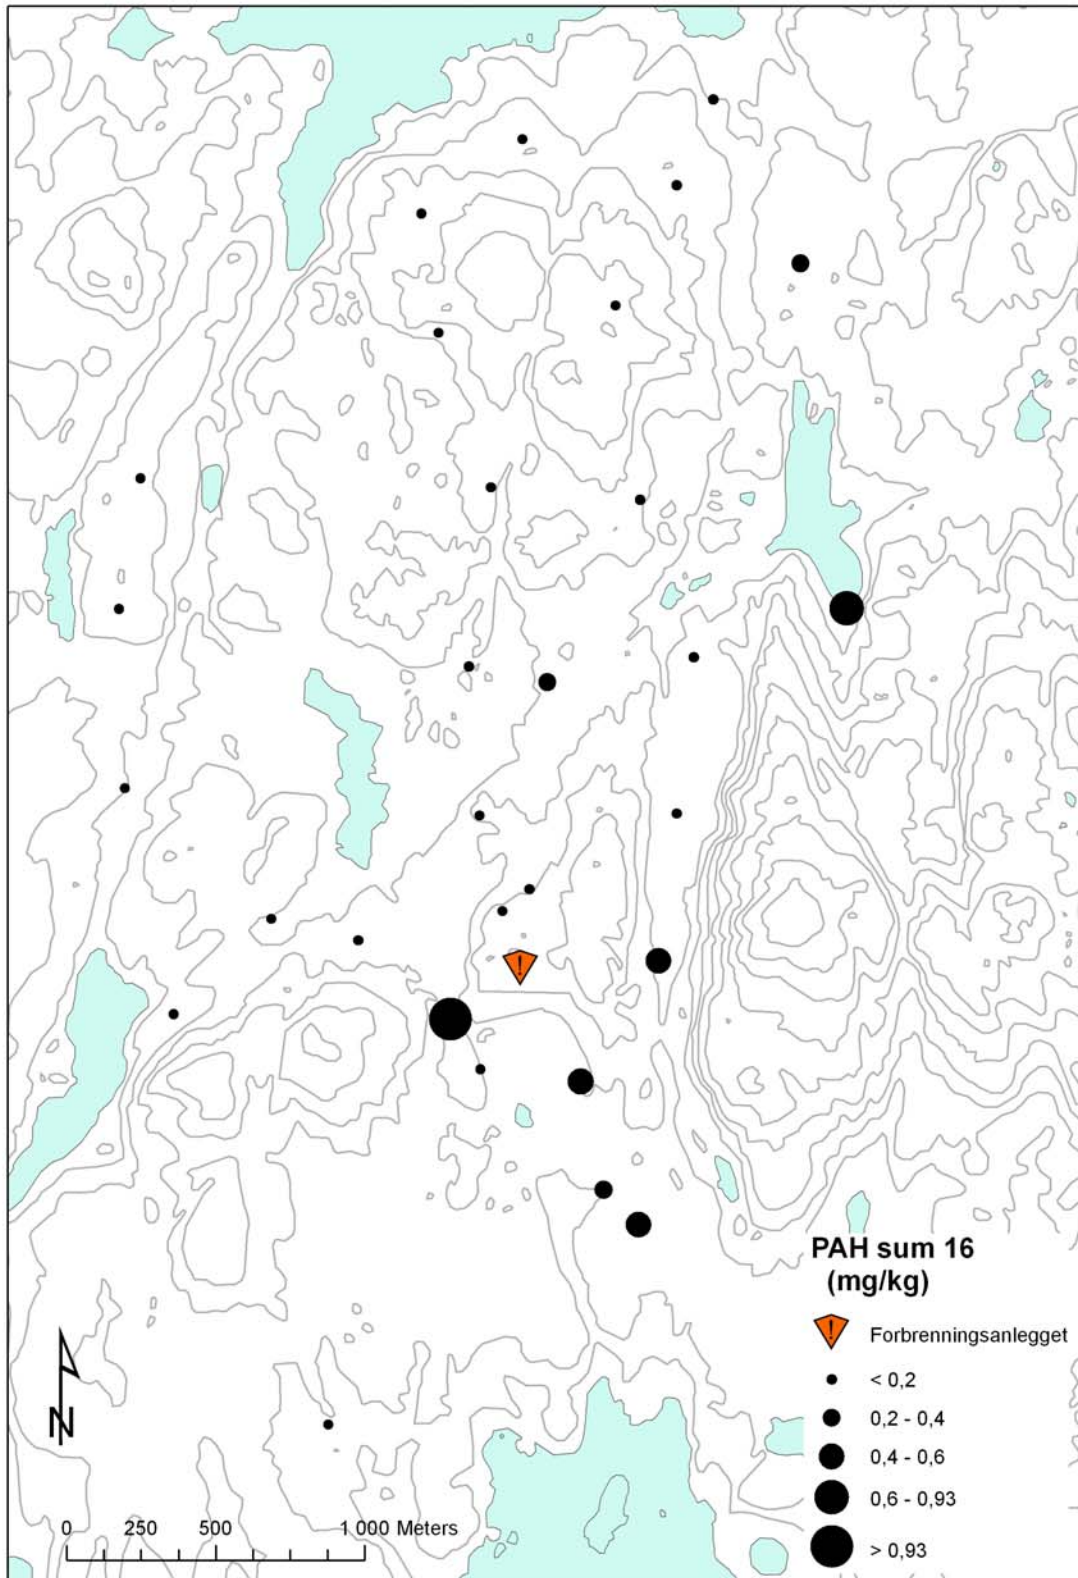 PAH sum 16
(mg/kg)
! Forbrenningsanlegget
< 0,2
0,2 - 0,4
0,4 - 0,6
0,6 - 0,93
> 0,93
!
N
0 250 500 1 000 Meters